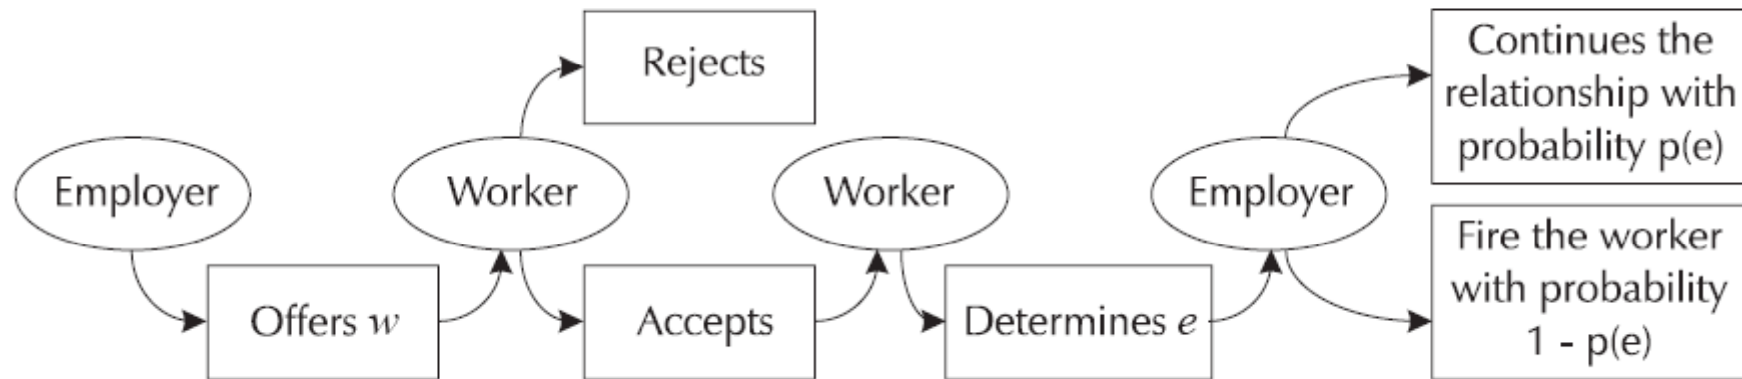 Rejects
Continues the
relationship with
probability p(e)
Employer
Worker
Worker
Employer
Offers w
Accepts
Determines e
Fire the worker
with probability
1 - p(e)